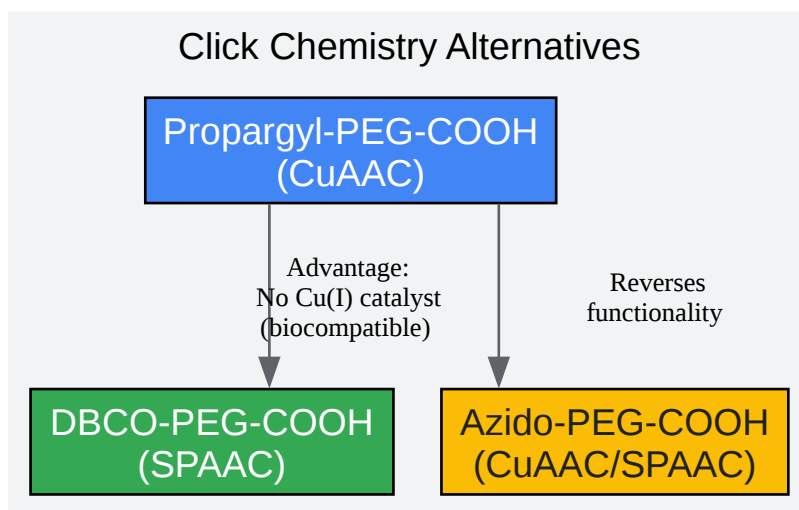 Click Chemistry Alternatives
Propargyl-PEG-COOH
(CuAAC)
Advantage:
No Cu(I) catalyst
(biocompatible)
Reverses
functionality
DBCO-PEG-COOH
(SPAAC)
Azido-PEG-COOH
(CuAAC/SPAAC)